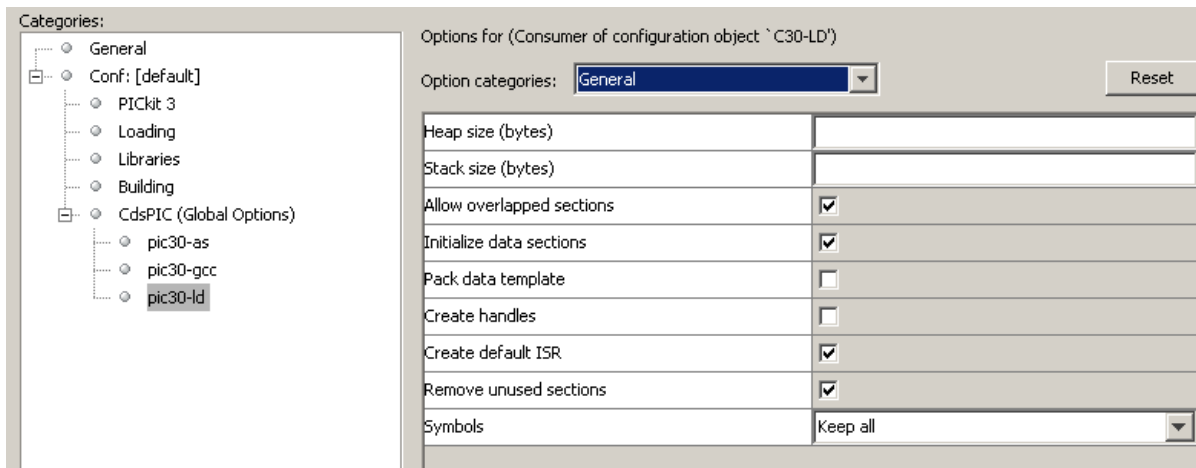 Categories:
General
Conf: [default]
PICkit 3
Loading
Libraries
Building
CdsPIC (Global Options)
pic30-as
pic30-gcc
pic30-ld
Options for (Consumer of configuration object `C30-LD')
Option categories: General Reset
Heap size (bytes)
Stack size (bytes)
Allow overlapped sections
Initialize data sections
Pack data template
Create handles
Create default ISR
Remove unused sections
Symbols Keep all